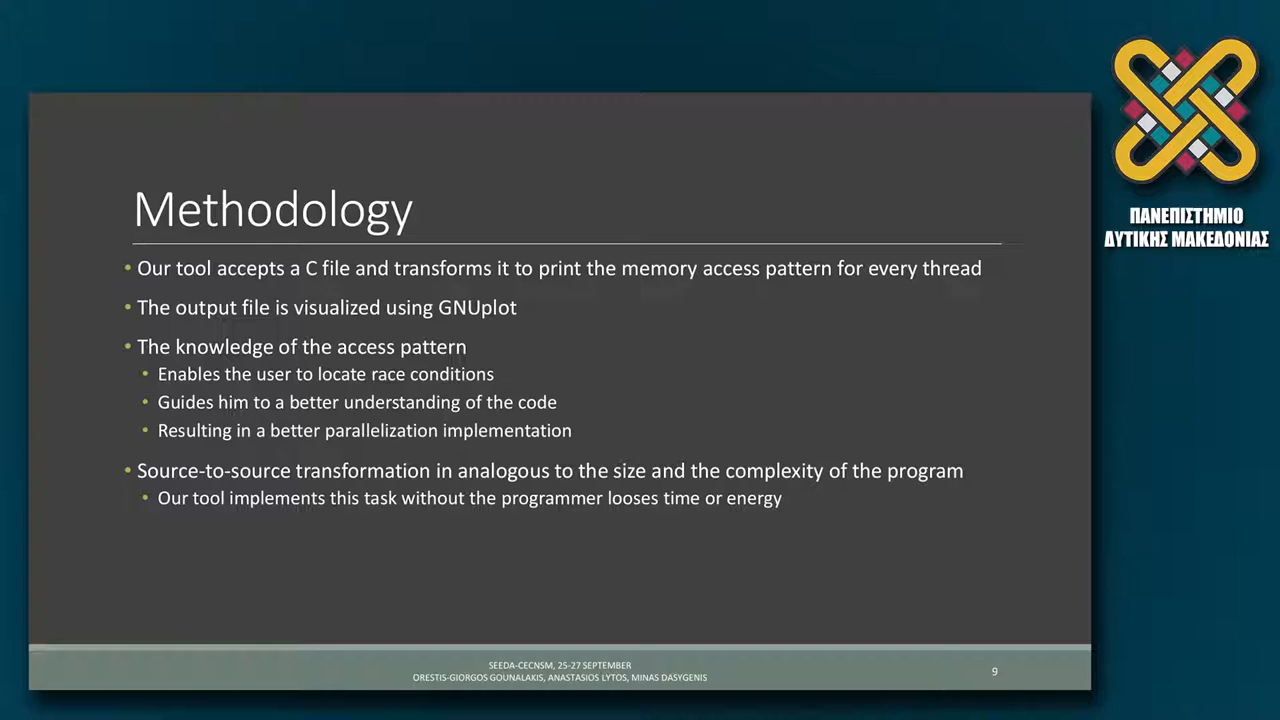 ΠΑΝΕΠΙΣΤΗΜΙΟ
ΔΥΤΙΚΗΣ ΜΑΚΕΔΟΝΙΑΣ
Methodology
• Our tool accepts a C file and transforms it to print the memory access pattern for every thread
• The output file is visualized using GNUplot
• The knowledge of the access pattern
• Enables the user to locate race conditions
• Guides him to a better understanding of the code
• Resulting in a better parallelization implementation
• Source-to-source transformation in analogous to the size and the complexity of the program
• Our tool implements this task without the programmer looses time or energy
SEEDA-CECNSM, 25-27 SEPTEMBER
ORESTIS-GIORGOS GOUNALAKIS, ANASTASIOS LYTOS, MINAS DASYGENIS
9